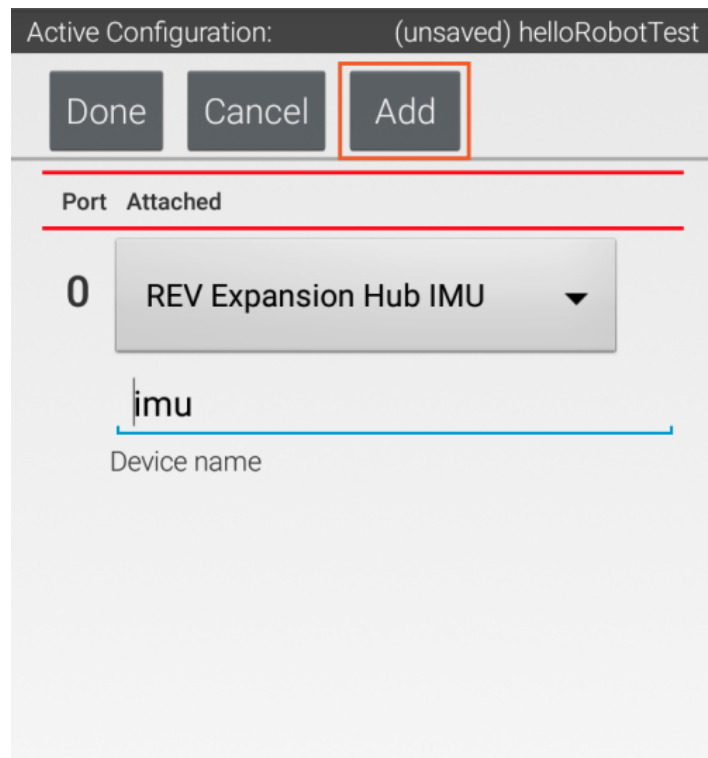 Active Configuration: (unsaved) helloRobotTest
Done Cancel Add
Port Attached
0 REV Expansion Hub IMU
imu
Device name